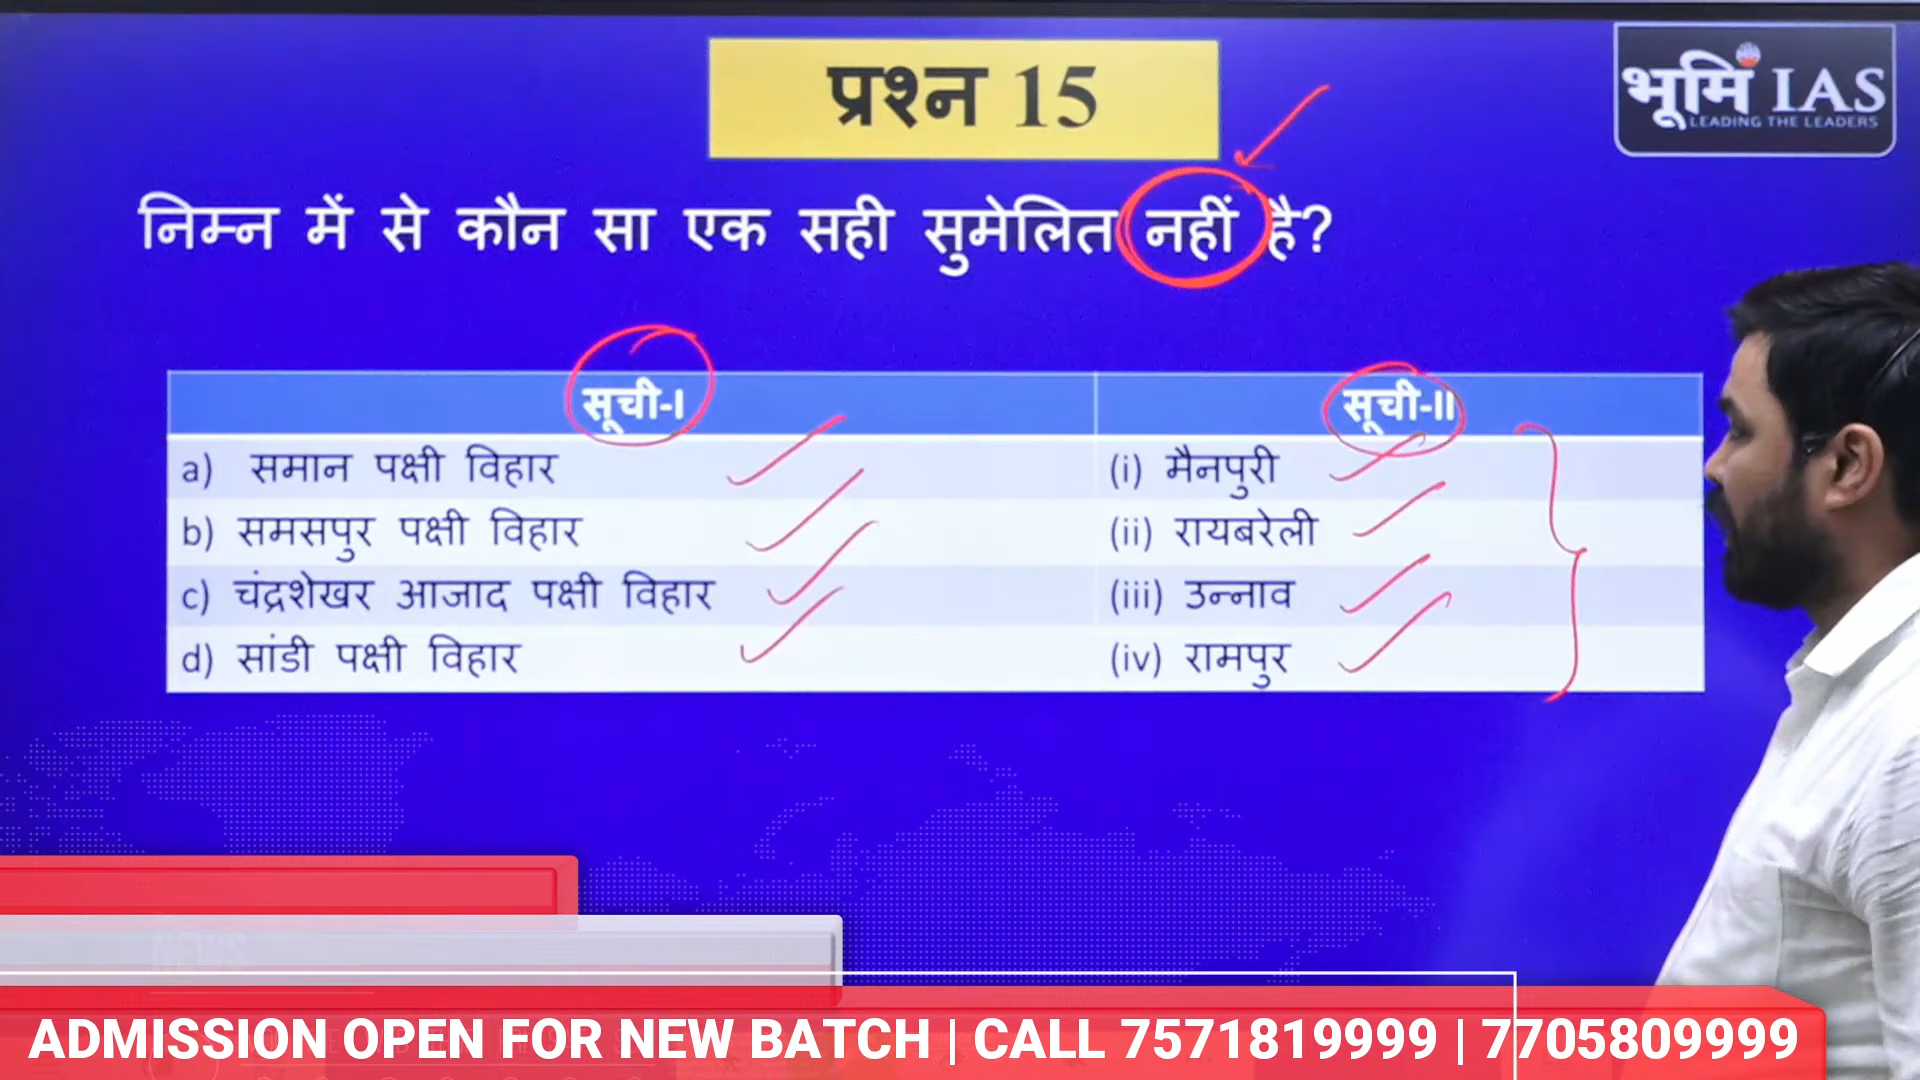 प्रश्न 15
भूमि IAS
LEADING THE LEADERS
निम्न में से कौन सा एक सही सुमेलित नहीं है?
सूची-I सूची-II
a) समान पक्षी विहार (i) मैनपुरी
b) समसपुर पक्षी विहार (ii) रायबरेली
c) चंद्रशेखर आजाद पक्षी विहार (iii) उन्नाव
d) सांडी पक्षी विहार (iv) रामपुर
NEWS
ADMISSION OPEN FOR NEW BATCH | CALL 7571819999 | 7705809999